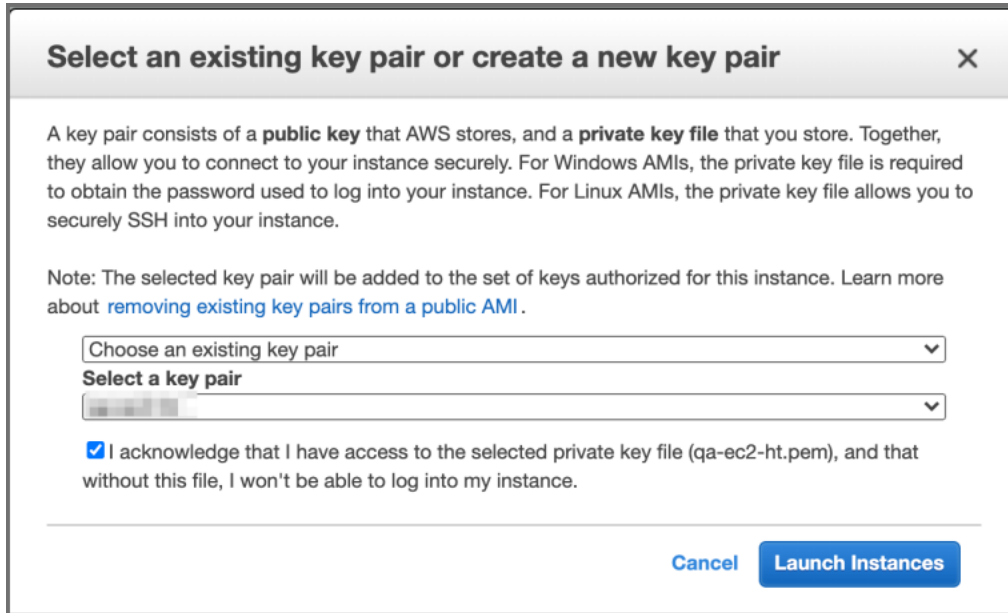 Select an existing key pair or create a new key pair
A key pair consists of a public key that AWS stores, and a private key file that you store. Together,
they allow you to connect to your instance securely. For Windows AMIs, the private key file is required
to obtain the password used to log into your instance. For Linux AMIs, the private key file allows you to
securely SSH into your instance.
Note: The selected key pair will be added to the set of keys authorized for this instance. Learn more
about removing existing key pairs from a public AMI.
Choose an existing key pair
Select a key pair
I acknowledge that I have access to the selected private key file (qa-ec2-ht.pem), and that
without this file, I won't be able to log into my instance.
Cancel Launch Instances